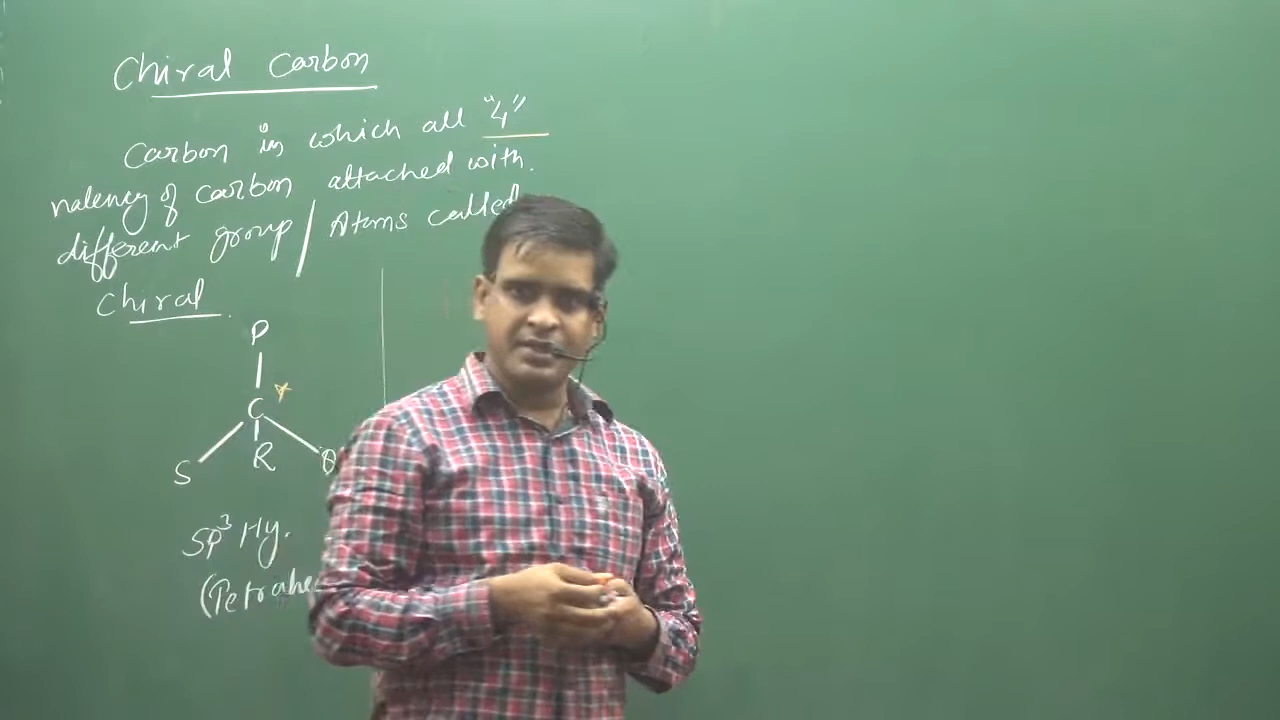 Chiral Carbon
Carbon in which all "4"
valency of carbon attached with.
different group / Atoms called
Chiral.
P
C
S R Q
SP³ Hy.
(Tetrahe